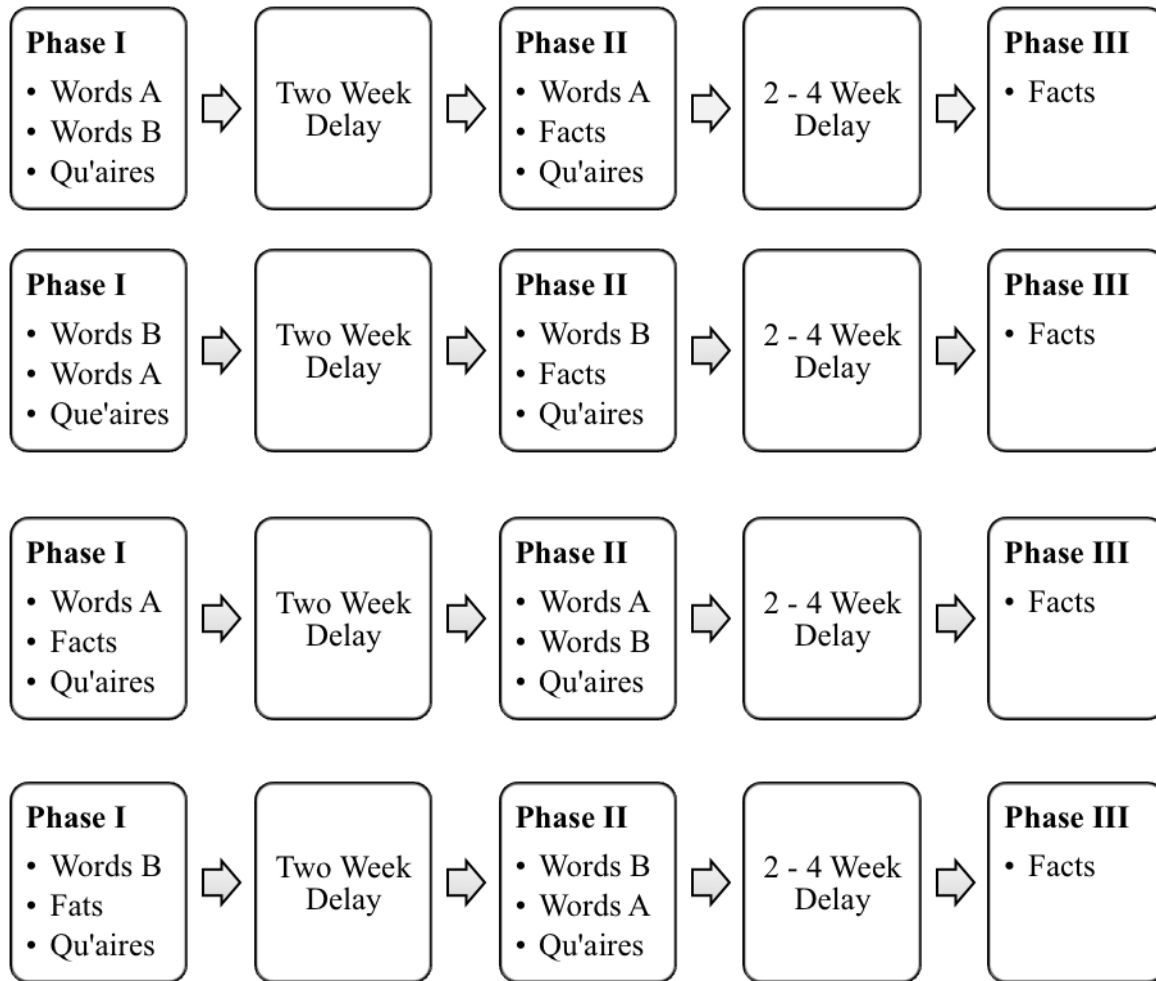 Phase I
• Words A
• Words B
• Qu'aires
Two Week
Delay
Phase II
• Words A
• Facts
• Qu'aires
2 - 4 Week
Delay
Phase III
• Facts
Phase I
• Words B
• Words A
• Que'aires
Two Week
Delay
Phase II
• Words B
• Facts
• Qu'aires
2 - 4 Week
Delay
Phase III
• Facts
Phase I
• Words A
• Facts
• Qu'aires
Two Week
Delay
Phase II
• Words A
• Words B
• Qu'aires
2 - 4 Week
Delay
Phase III
• Facts
Phase I
• Words B
• Fats
• Qu'aires
Two Week
Delay
Phase II
• Words B
• Words A
• Qu'aires
2 - 4 Week
Delay
Phase III
• Facts